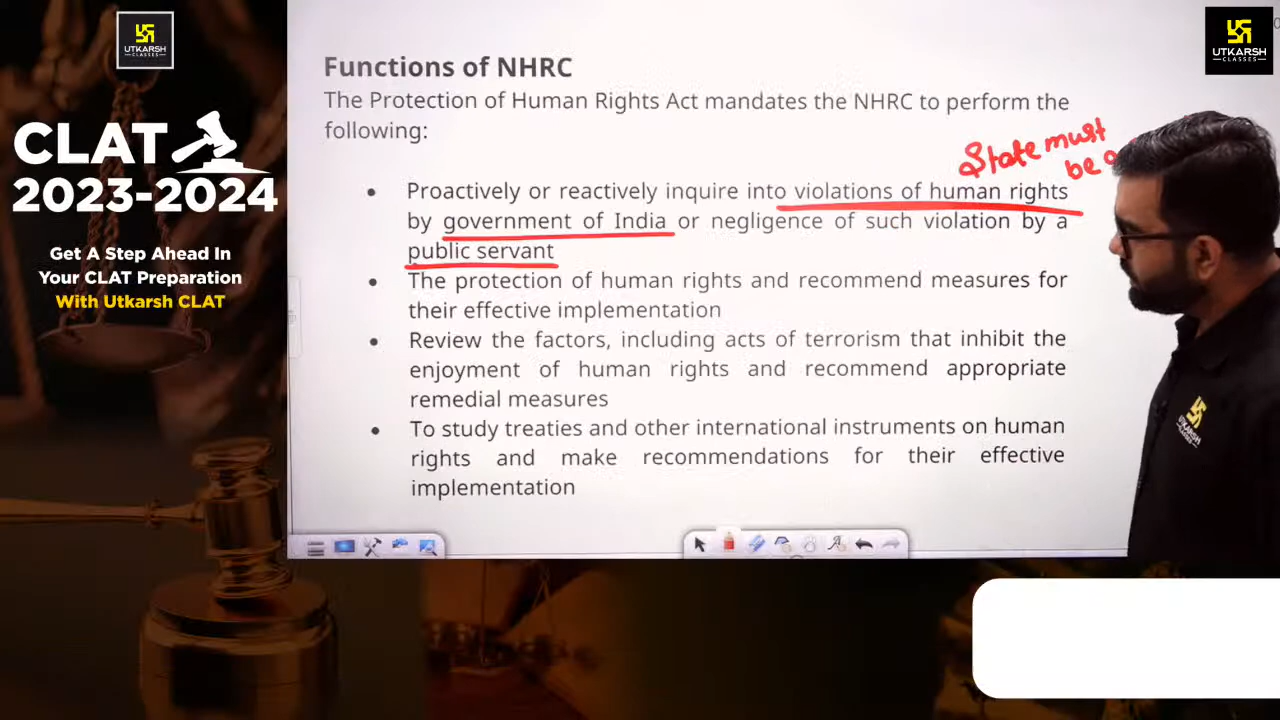 UTKARSH
CLASSES
UTKARSH
CLASSES
CLAT
2023-2024
Get A Step Ahead In
Your CLAT Preparation
With Utkarsh CLAT
Functions of NHRC
The Protection of Human Rights Act mandates the NHRC to perform the
following:
State must
be
• Proactively or reactively inquire into violations of human rights
by government of India or negligence of such violation by a
public servant
• The protection of human rights and recommend measures for
their effective implementation
• Review the factors, including acts of terrorism that inhibit the
enjoyment of human rights and recommend appropriate
remedial measures
• To study treaties and other international instruments on human
rights and make recommendations for their effective
implementation
UTKARSH
CLASSES